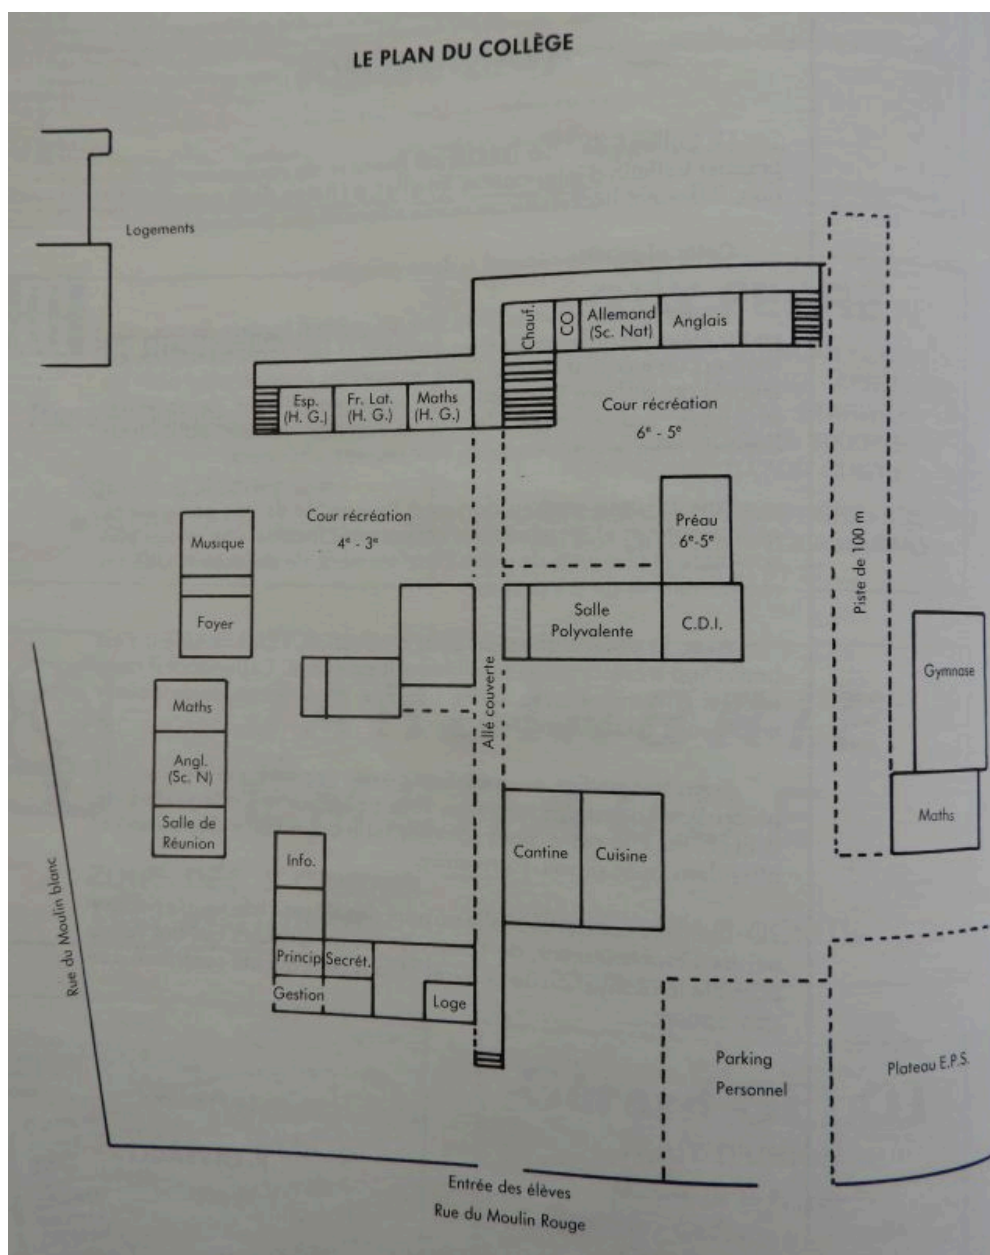 LE PLAN DU COLLÈGE
Logements
Chauf.
CO
Allemand
(Sc. Nat)
Anglais
Esp.
(H. G.)
Fr. Lat.
(H. G.)
Maths
(H. G.)
Cour récréation
6e - 5e
Cour récréation
4e - 3e
Préau
6e-5e
Musique
Foyer
Salle
Polyvalente
C.D.I.
Piste de 100 m
Gymnase
Maths
Allé couverte
Maths
Angl.
(Sc. N)
Salle de
Réunion
Info.
Cantine
Cuisine
Rue du Moulin blanc
Princip
Secrét.
Gestion
Loge
Parking
Personnel
Plateau E.P.S.
Entrée des élèves
Rue du Moulin Rouge